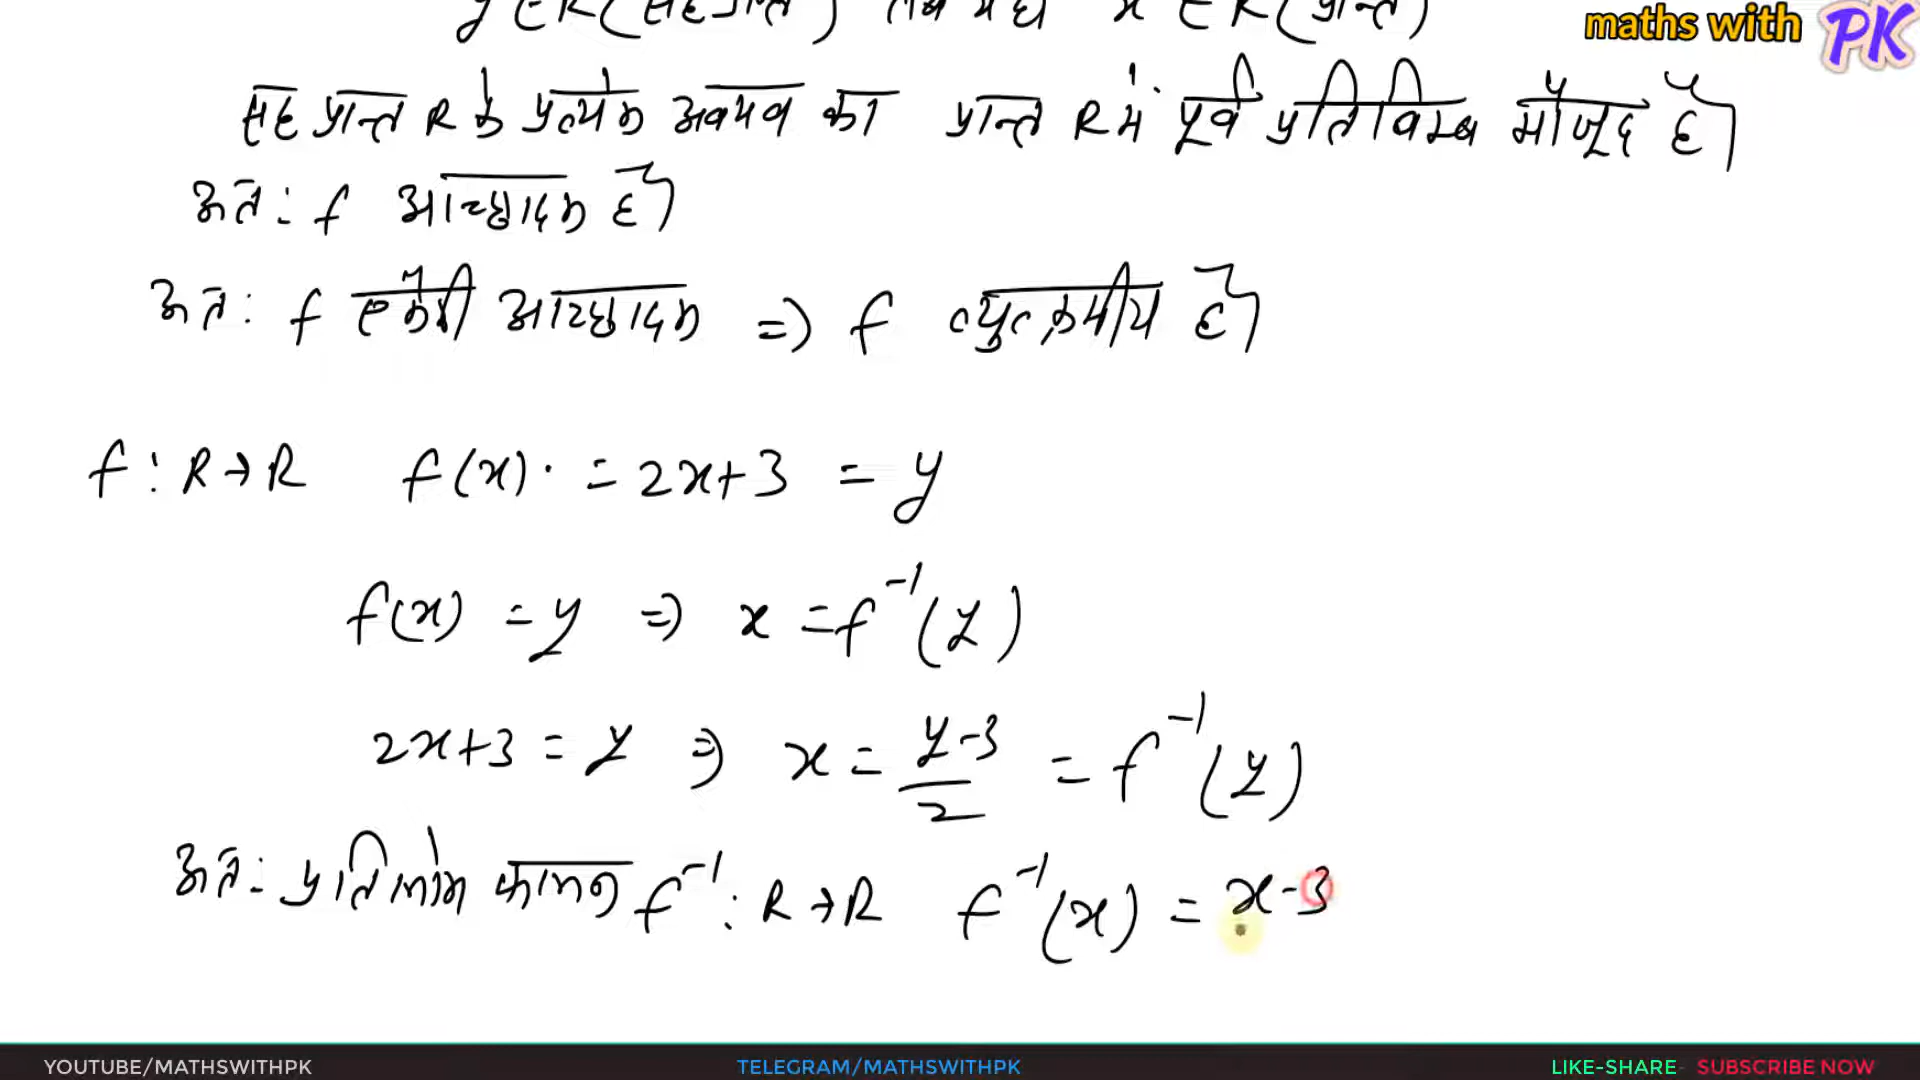 y ∈ R (सहप्रान्त) x ∈ R (प्रान्त)
maths with PK
सह प्रान्त R के प्रत्येक अवयव का प्रान्त R में पूर्व प्रतिबिम्ब मौजूद है।
अतः f आच्छादक है।
अतः f एकैकी आच्छादक => f व्युत्क्रमणीय है।
f : R → R f(x) . = 2x+3 = y
f(x) = y => x = f⁻¹(y)
2x+3 = y => x = (y-3)/2 = f⁻¹(y)
अतः प्रतिलोम फलन f⁻¹ : R → R f⁻¹(x) = x-3
YOUTUBE/MATHSWITHPK TELEGRAM/MATHSWITHPK LIKE-SHARE- SUBSCRIBE NOW